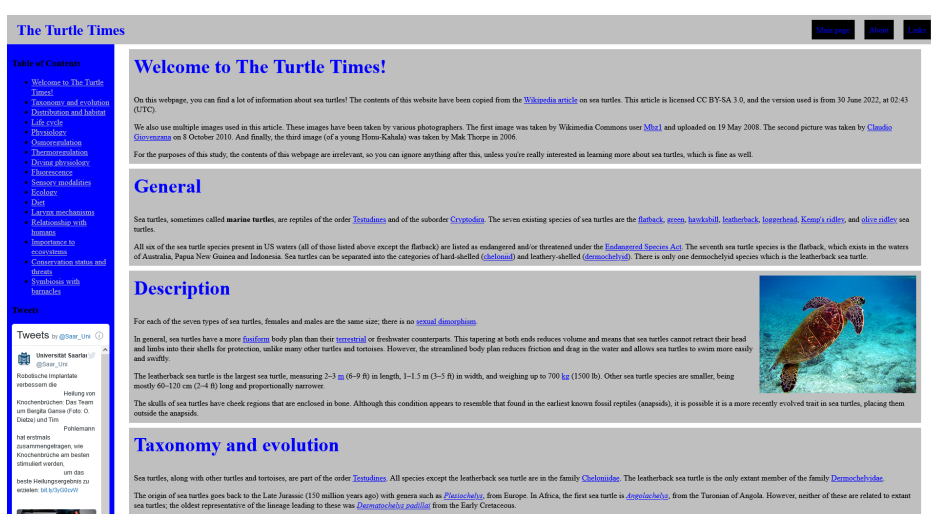 The Turtle Times
Main page
About
Links
Table of Contents
Welcome to The Turtle
Times!
Taxonomy and evolution
Distribution and habitat
Life cycle
Physiology
Osmoregulation
Thermoregulation
Diving physiology
Fluorescence
Sensory modalities
Ecology
Diet
Larynx mechanisms
Relationship with
humans
Importance to
ecosystems
Conservation status and
threats
Symbiosis with
barnacles
Tweets
Tweets by @Saar_Uni
Universität Saarlan
@Saar_Uni
Robotische Implantate
verbessern die
Heilung von
Knochenbrüchen: Das Team
um Bergita Ganse (Foto: O.
Dietze) und Tim
Pohlemann
hat erstmals
zusammengetragen, wie
Knochenbrüche am besten
stimuliert werden,
um das
beste Heilungsergebnis zu
erzielen: bit.ly/3yG0cvW
Welcome to The Turtle Times!
On this webpage, you can find a lot of information about sea turtles! The contents of this website have been copied from the Wikipedia article on sea turtles. This article is licensed CC BY-SA 3.0, and the version used is from 30 June 2022, at 02:43
(UTC).
We also use multiple images used in this article. These images have been taken by various photographers. The first image was taken by Wikimedia Commons user Mbz1 and uploaded on 19 May 2008. The second picture was taken by Claudio
Giovenzana on 8 October 2010. And finally, the third image (of a young Honu-Kahala) was taken by Mak Thorpe in 2006.
For the purposes of this study, the contents of this webpage are irrelevant, so you can ignore anything after this, unless you're really interested in learning more about sea turtles, which is fine as well.
General
Sea turtles, sometimes called marine turtles, are reptiles of the order Testudines and of the suborder Cryptodira. The seven existing species of sea turtles are the flatback, green, hawksbill, leatherback, loggerhead, Kemp's ridley, and olive ridley sea
turtles.
All six of the sea turtle species present in US waters (all of those listed above except the flatback) are listed as endangered and/or threatened under the Endangered Species Act. The seventh sea turtle species is the flatback, which exists in the waters
of Australia, Papua New Guinea and Indonesia. Sea turtles can be separated into the categories of hard-shelled (cheloniid) and leathery-shelled (dermochelyid). There is only one dermochelyid species which is the leatherback sea turtle.
Description
For each of the seven types of sea turtles, females and males are the same size; there is no sexual dimorphism.
In general, sea turtles have a more fusiform body plan than their terrestrial or freshwater counterparts. This tapering at both ends reduces volume and means that sea turtles cannot retract their head
and limbs into their shells for protection, unlike many other turtles and tortoises. However, the streamlined body plan reduces friction and drag in the water and allows sea turtles to swim more easily
and swiftly.
The leatherback sea turtle is the largest sea turtle, measuring 2–3 m (6–9 ft) in length, 1–1.5 m (3–5 ft) in width, and weighing up to 700 kg (1500 lb). Other sea turtle species are smaller, being
mostly 60–120 cm (2–4 ft) long and proportionally narrower.
The skulls of sea turtles have cheek regions that are enclosed in bone. Although this condition appears to resemble that found in the earliest known fossil reptiles (anapsids), it is possible it is a more recently evolved trait in sea turtles, placing them
outside the anapsids.
Taxonomy and evolution
Sea turtles, along with other turtles and tortoises, are part of the order Testudines. All species except the leatherback sea turtle are in the family Cheloniidae. The leatherback sea turtle is the only extant member of the family Dermochelyidae.
The origin of sea turtles goes back to the Late Jurassic (150 million years ago) with genera such as Plesiochelys, from Europe. In Africa, the first sea turtle is Angolachelys, from the Turonian of Angola. However, neither of these are related to extant
sea turtles; the oldest representative of the lineage leading to these was Desmatochelys padillai from the Early Cretaceous.